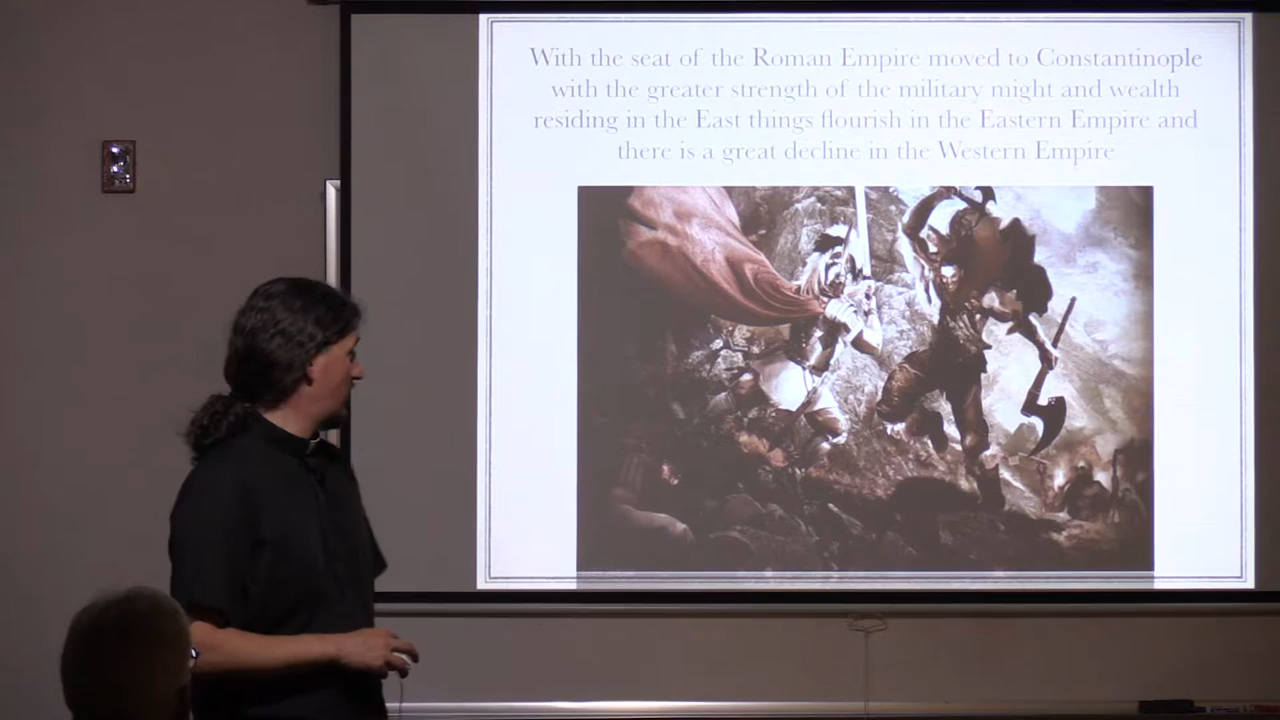 With the seat of the Roman Empire moved to Constantinople
with the greater strength of the military might and wealth
residing in the East things flourish in the Eastern Empire and
there is a great decline in the Western Empire